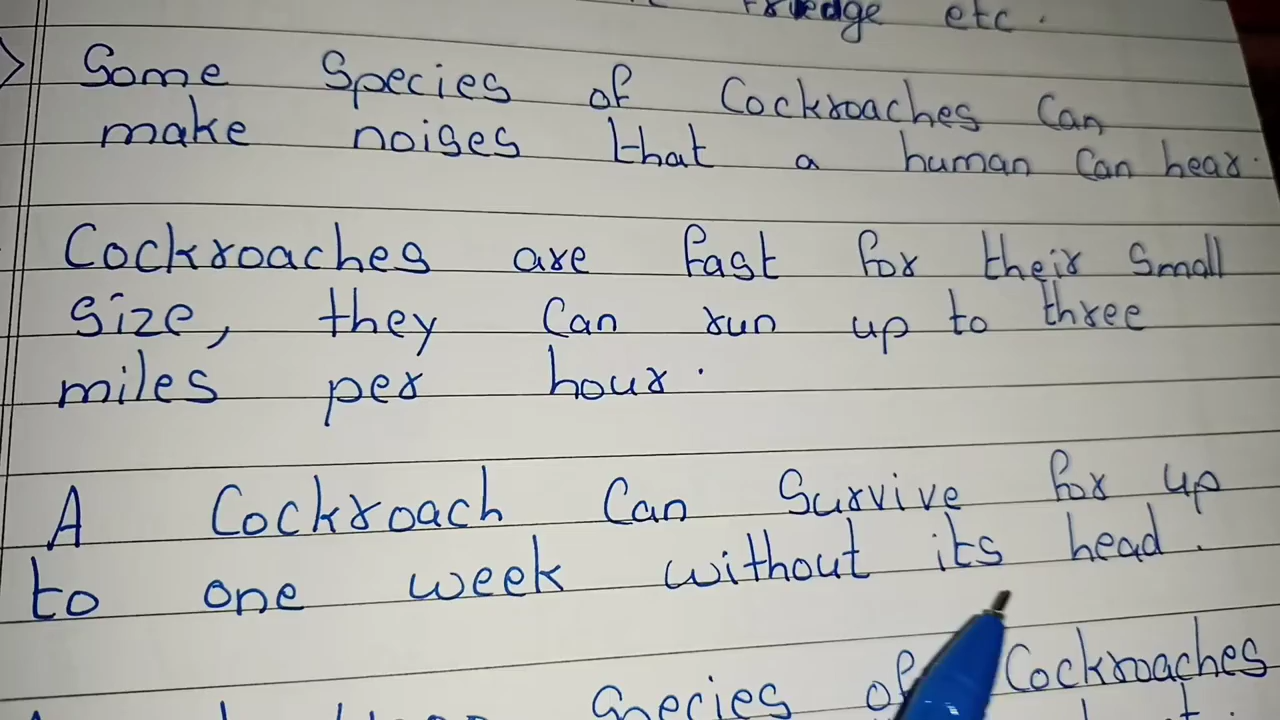 etc.
Some Species of Cockroaches Can
make noises that a human Can hear.
Cockroaches are fast for their Small
Size, they Can run up to three
miles per hour.
A Cockroach Can Survive for up
to one week without its head.
Species of Cockroaches